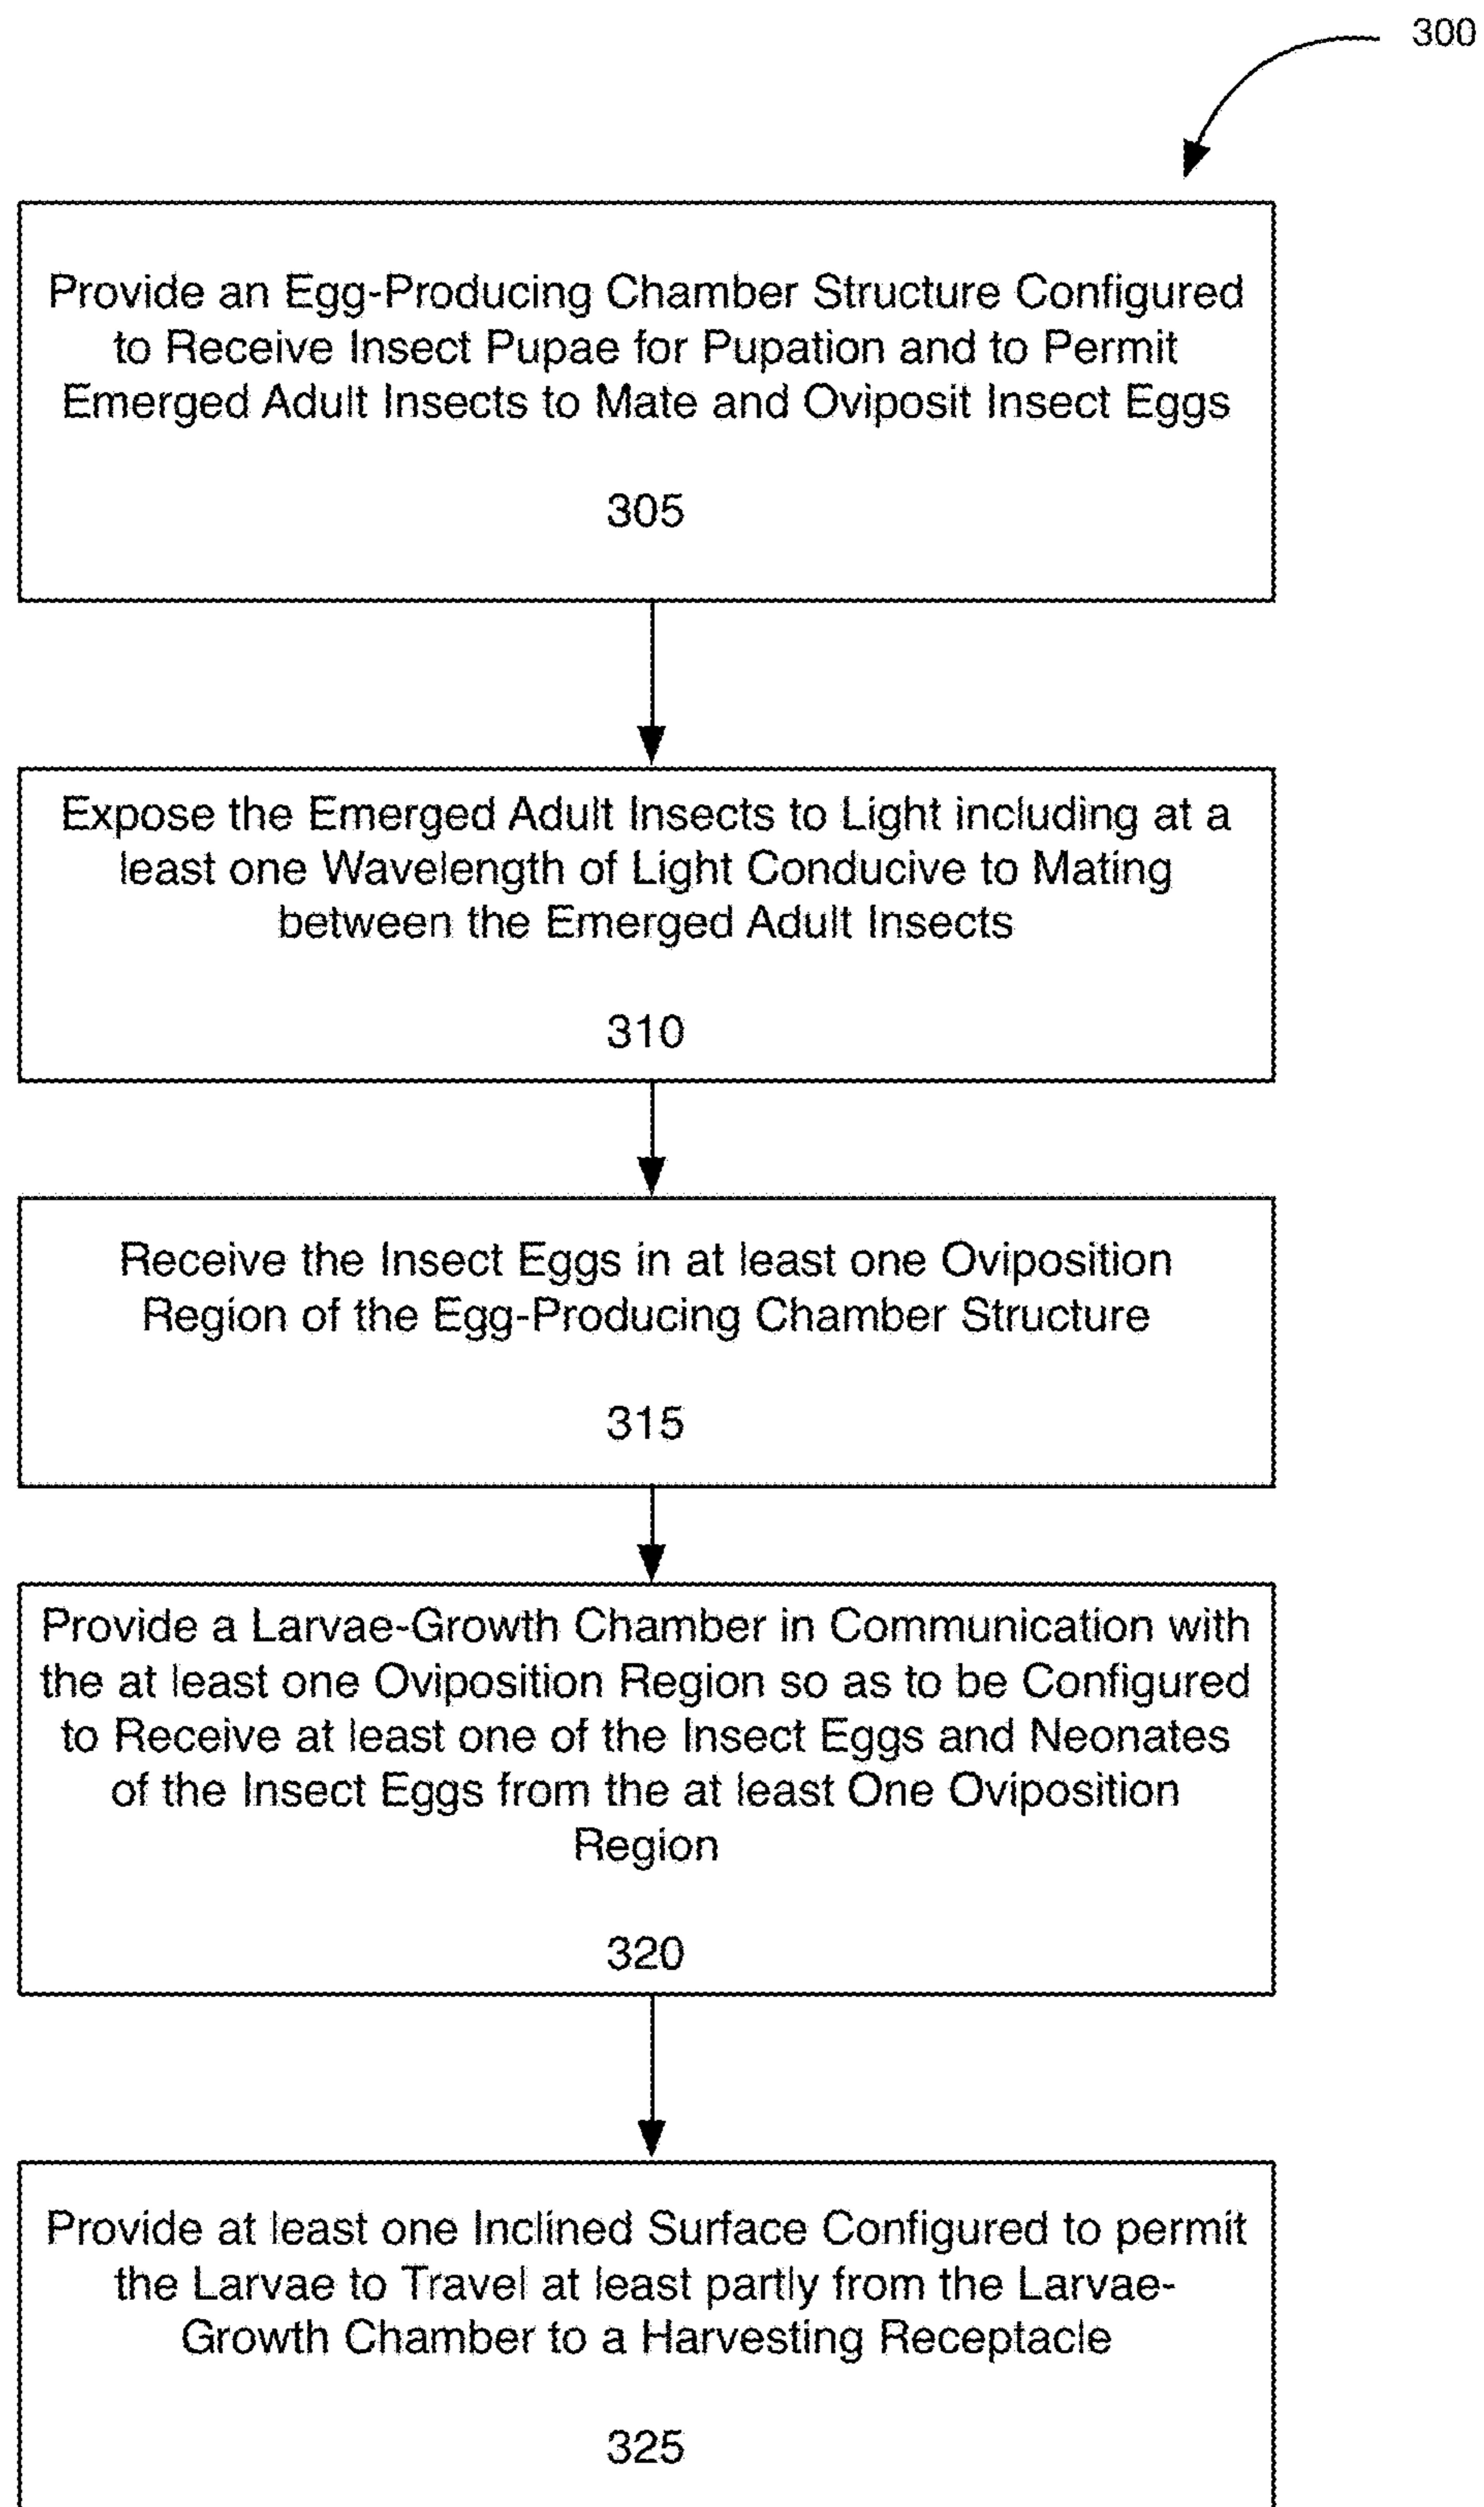 300
Provide an Egg-Producing Chamber Structure Configured
to Receive Insect Pupae for Pupation and to Permit
Emerged Adult Insects to Mate and Oviposit Insect Eggs
305
Expose the Emerged Adult Insects to Light including at a
least one Wavelength of Light Conducive to Mating
between the Emerged Adult Insects
310
Receive the Insect Eggs in at least one Oviposition
Region of the Egg-Producing Chamber Structure
315
Provide a Larvae-Growth Chamber in Communication with
the at least one Oviposition Region so as to be Configured
to Receive at least one of the Insect Eggs and Neonates
of the Insect Eggs from the at least One Oviposition
Region
320
Provide at least one Inclined Surface Configured to permit
the Larvae to Travel at least partly from the Larvae-
Growth Chamber to a Harvesting Receptacle
325